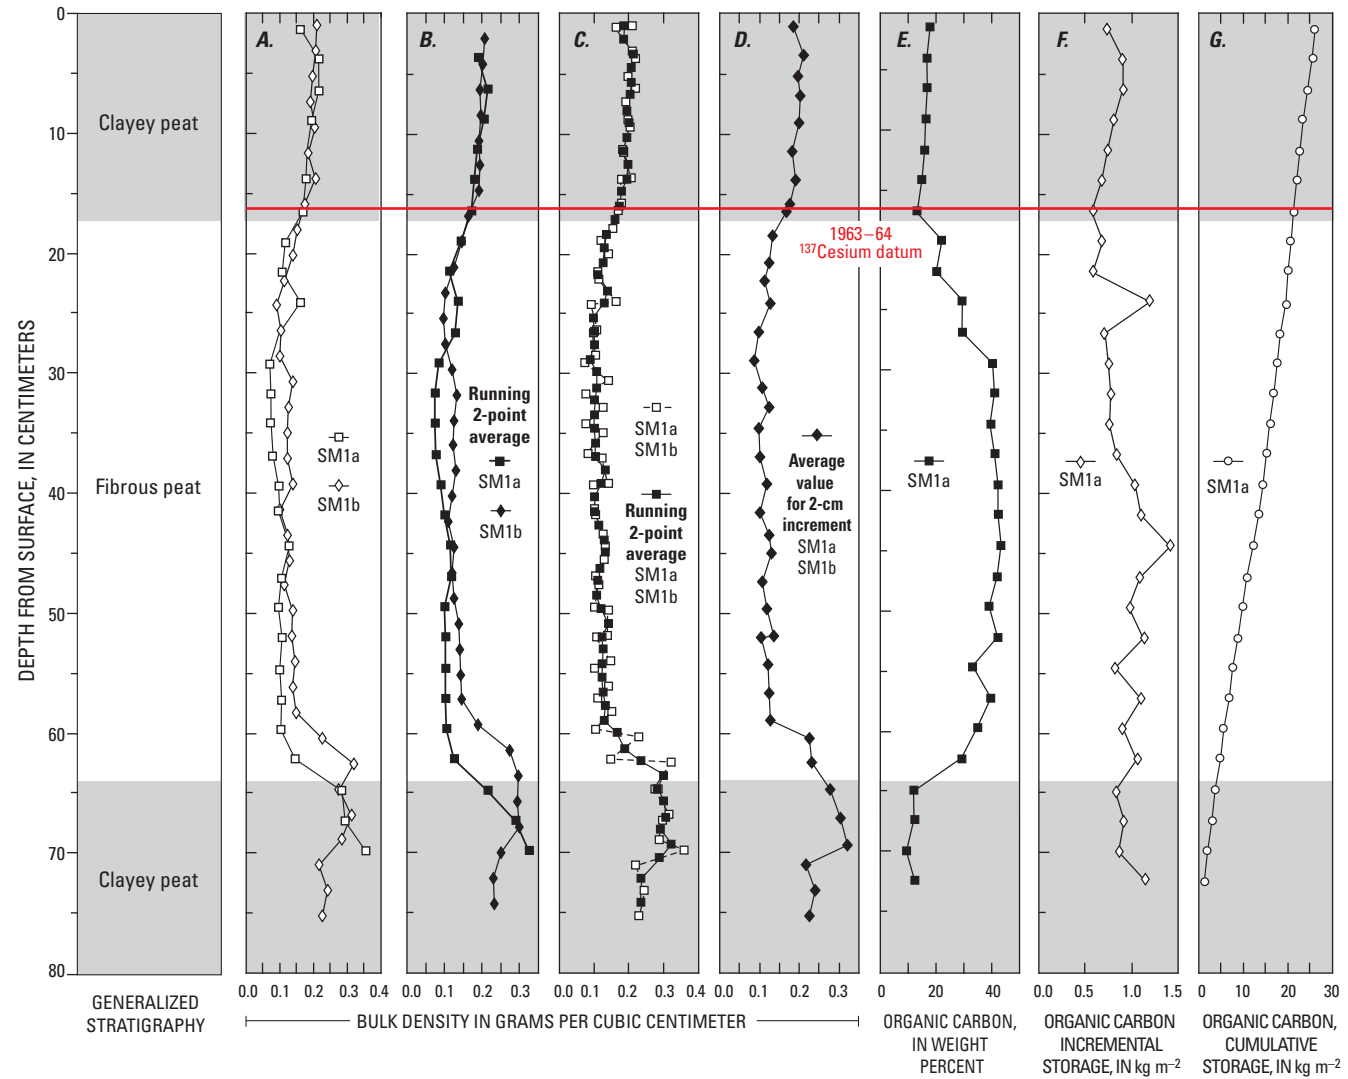 DEPTH FROM SURFACE, IN CENTIMETERS
0
10
20
30
40
50
60
70
80
Clayey peat
Fibrous peat
Clayey peat
GENERALIZED
STRATIGRAPHY
A.
SM1a
SM1b
0.0 0.1 0.2 0.3 0.4
B.
Running
2-point
average
SM1a
SM1b
0.0 0.1 0.2 0.3
C.
SM1a
SM1b
Running
2-point
average
SM1a
SM1b
0.0 0.1 0.2 0.3 0.4
D.
Average
value
for 2-cm
increment
SM1a
SM1b
0.0 0.1 0.2 0.3
BULK DENSITY IN GRAMS PER CUBIC CENTIMETER
1963–64
¹³⁷Cesium datum
E.
SM1a
0 20 40
ORGANIC CARBON,
IN WEIGHT
PERCENT
F.
SM1a
0.0 0.5 1.0 1.5
ORGANIC CARBON
INCREMENTAL
STORAGE, IN kg m⁻²
G.
SM1a
0 10 20 30
ORGANIC CARBON,
CUMULATIVE
STORAGE, IN kg m⁻²